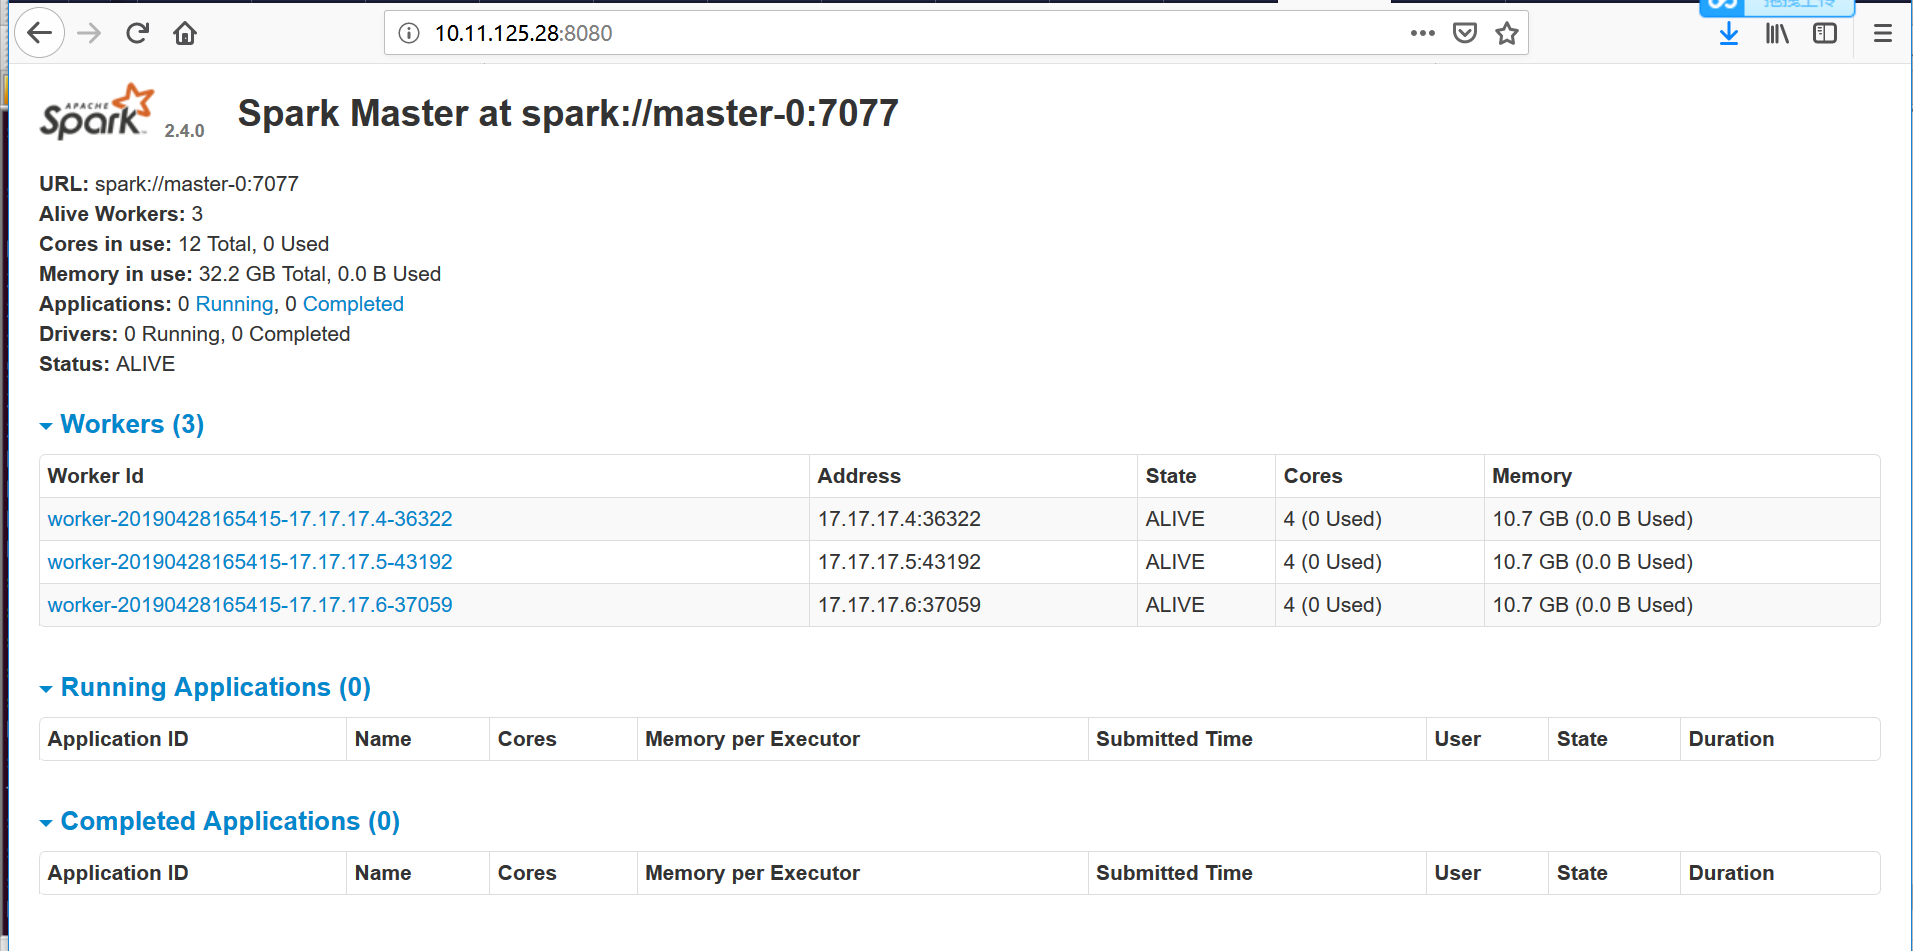 拖拽上传
10.11.125.28:8080
APACHE Spark 2.4.0 Spark Master at spark://master-0:7077
URL: spark://master-0:7077
Alive Workers: 3
Cores in use: 12 Total, 0 Used
Memory in use: 32.2 GB Total, 0.0 B Used
Applications: 0 Running, 0 Completed
Drivers: 0 Running, 0 Completed
Status: ALIVE
Workers (3)
Worker Id Address State Cores Memory
worker-20190428165415-17.17.17.4-36322 17.17.17.4:36322 ALIVE 4 (0 Used) 10.7 GB (0.0 B Used)
worker-20190428165415-17.17.17.5-43192 17.17.17.5:43192 ALIVE 4 (0 Used) 10.7 GB (0.0 B Used)
worker-20190428165415-17.17.17.6-37059 17.17.17.6:37059 ALIVE 4 (0 Used) 10.7 GB (0.0 B Used)
Running Applications (0)
Application ID Name Cores Memory per Executor Submitted Time User State Duration
Completed Applications (0)
Application ID Name Cores Memory per Executor Submitted Time User State Duration